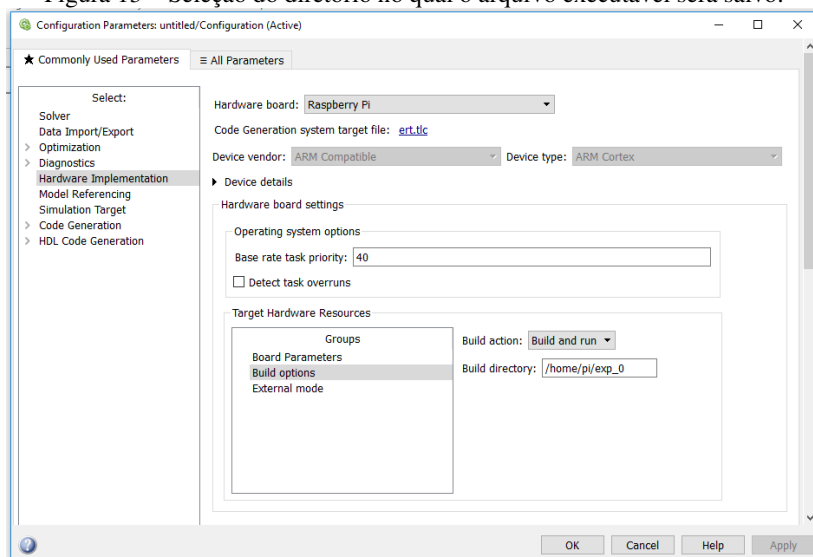 Figura 15 – Seleção do diretório no qual o arquivo executável será salvo.
Configuration Parameters: untitled/Configuration (Active)
★ Commonly Used Parameters ≡ All Parameters
Select:
Solver
Data Import/Export
Optimization
Diagnostics
Hardware Implementation
Model Referencing
Simulation Target
Code Generation
HDL Code Generation
Hardware board: Raspberry Pi
Code Generation system target file: ert.tlc
Device vendor: ARM Compatible Device type: ARM Cortex
Device details
Hardware board settings
Operating system options
Base rate task priority: 40
Detect task overruns
Target Hardware Resources
Groups
Board Parameters
Build options
External mode
Build action: Build and run
Build directory: /home/pi/exp_0
OK Cancel Help Apply